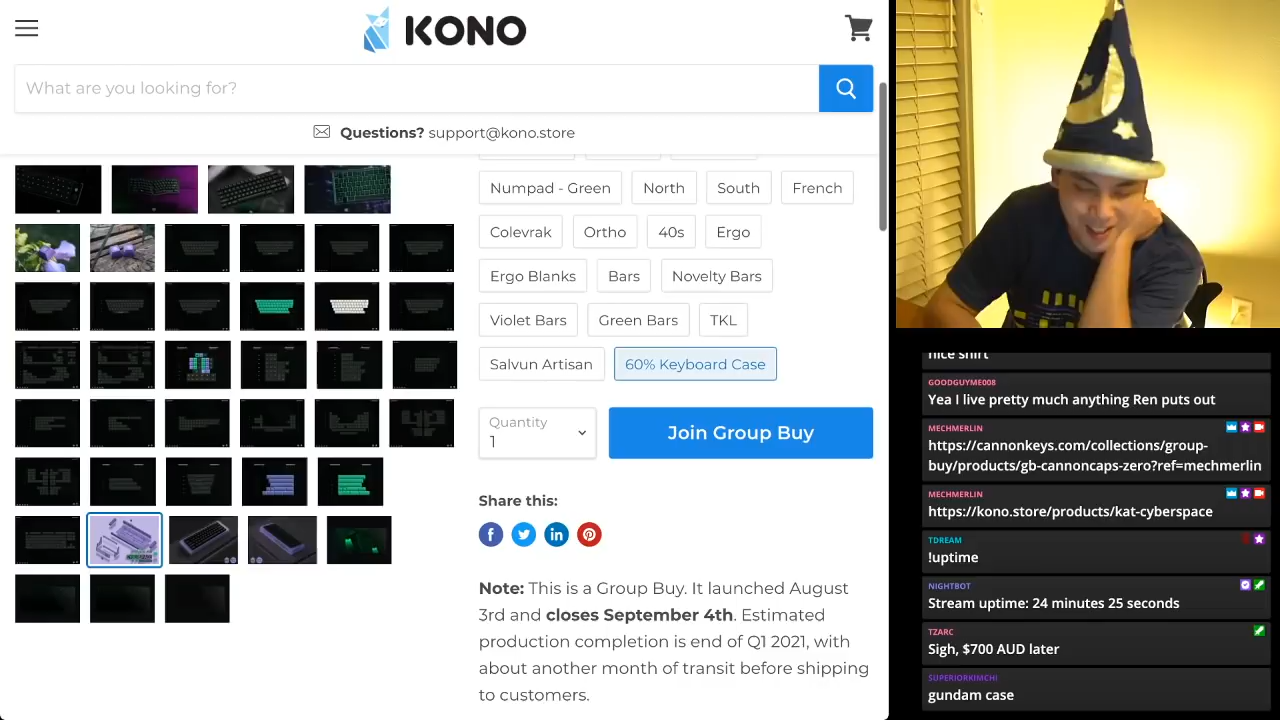 KONO
What are you looking for?
Questions? support@kono.store
Numpad - Green
North
South
French
Colevrak
Ortho
40s
Ergo
Ergo Blanks
Bars
Novelty Bars
Violet Bars
Green Bars
TKL
Salvun Artisan
60% Keyboard Case
Quantity
1
Join Group Buy
Share this:
Note: This is a Group Buy. It launched August
3rd and closes September 4th. Estimated
production completion is end of Q1 2021, with
about another month of transit before shipping
to customers.
nice shirt
GOODGUYME008
Yea I live pretty much anything Ren puts out
MECHMERLIN
https://cannonkeys.com/collections/group-
buy/products/gb-cannoncaps-zero?ref=mechmerlin
MECHMERLIN
https://kono.store/products/kat-cyberspace
TDREAM
!uptime
NIGHTBOT
Stream uptime: 24 minutes 25 seconds
TZARC
Sigh, $700 AUD later
SUPERIORKIMCHI
gundam case